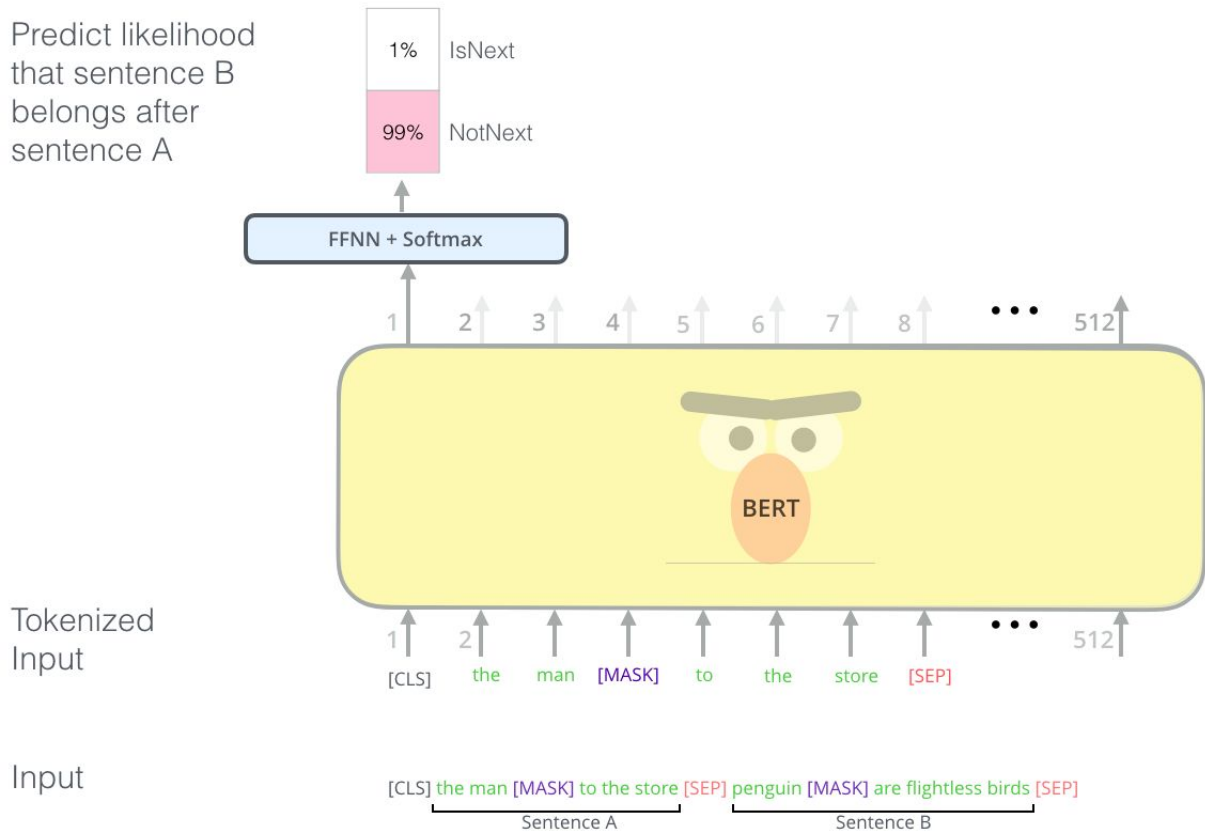 Predict likelihood
that sentence B
belongs after
sentence A
1% IsNext
99% NotNext
FFNN + Softmax
1 2 3 4 5 6 7 8 ••• 512
BERT
Tokenized
Input
1 2 ••• 512
[CLS] the man [MASK] to the store [SEP]
Input
[CLS] the man [MASK] to the store [SEP] penguin [MASK] are flightless birds [SEP]
Sentence A Sentence B